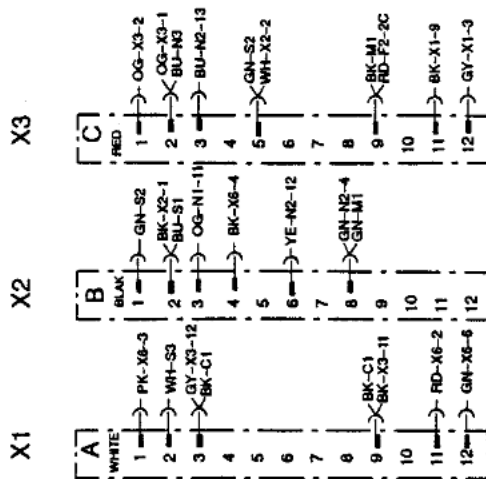 X1
A
WHITE
1 PK-X6-3
2 WH-S3
3 GY-X3-12
BK-C1
4
5
6
7
8
9 BK-C1
BK-X3-11
10
11 RD-X6-2
12 GN-X6-6
X2
B
BLAK
1 GN-S2
2 BK-X2-1
BU-S1
3 OG-N1-11
4 BK-X6-4
5
6 YE-N2-12
7
8 GN-N2-4
GN-M1
9
10
11
12
X3
C
RED
1 OG-X3-2
2 OG-X3-1
BU-N3
3 BU-N2-13
4
5 GN-S2
WH-X2-2
6
7
8
9 BK-M1
RD-F2-2C
10
11 BK-X1-9
12 GY-X1-3